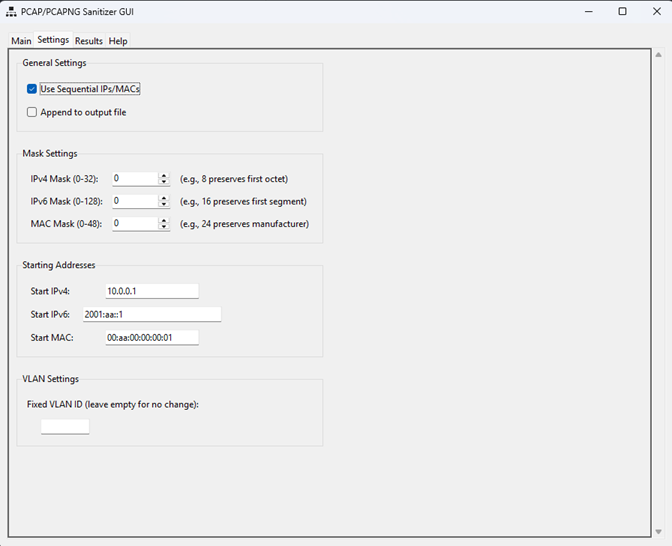 PCAP/PCAPNG Sanitizer GUI
Main Settings Results Help
General Settings
Use Sequential IPs/MACs
Append to output file
Mask Settings
IPv4 Mask (0-32): 0 (e.g., 8 preserves first octet)
IPv6 Mask (0-128): 0 (e.g., 16 preserves first segment)
MAC Mask (0-48): 0 (e.g., 24 preserves manufacturer)
Starting Addresses
Start IPv4: 10.0.0.1
Start IPv6: 2001:aa::1
Start MAC: 00:aa:00:00:00:01
VLAN Settings
Fixed VLAN ID (leave empty for no change):